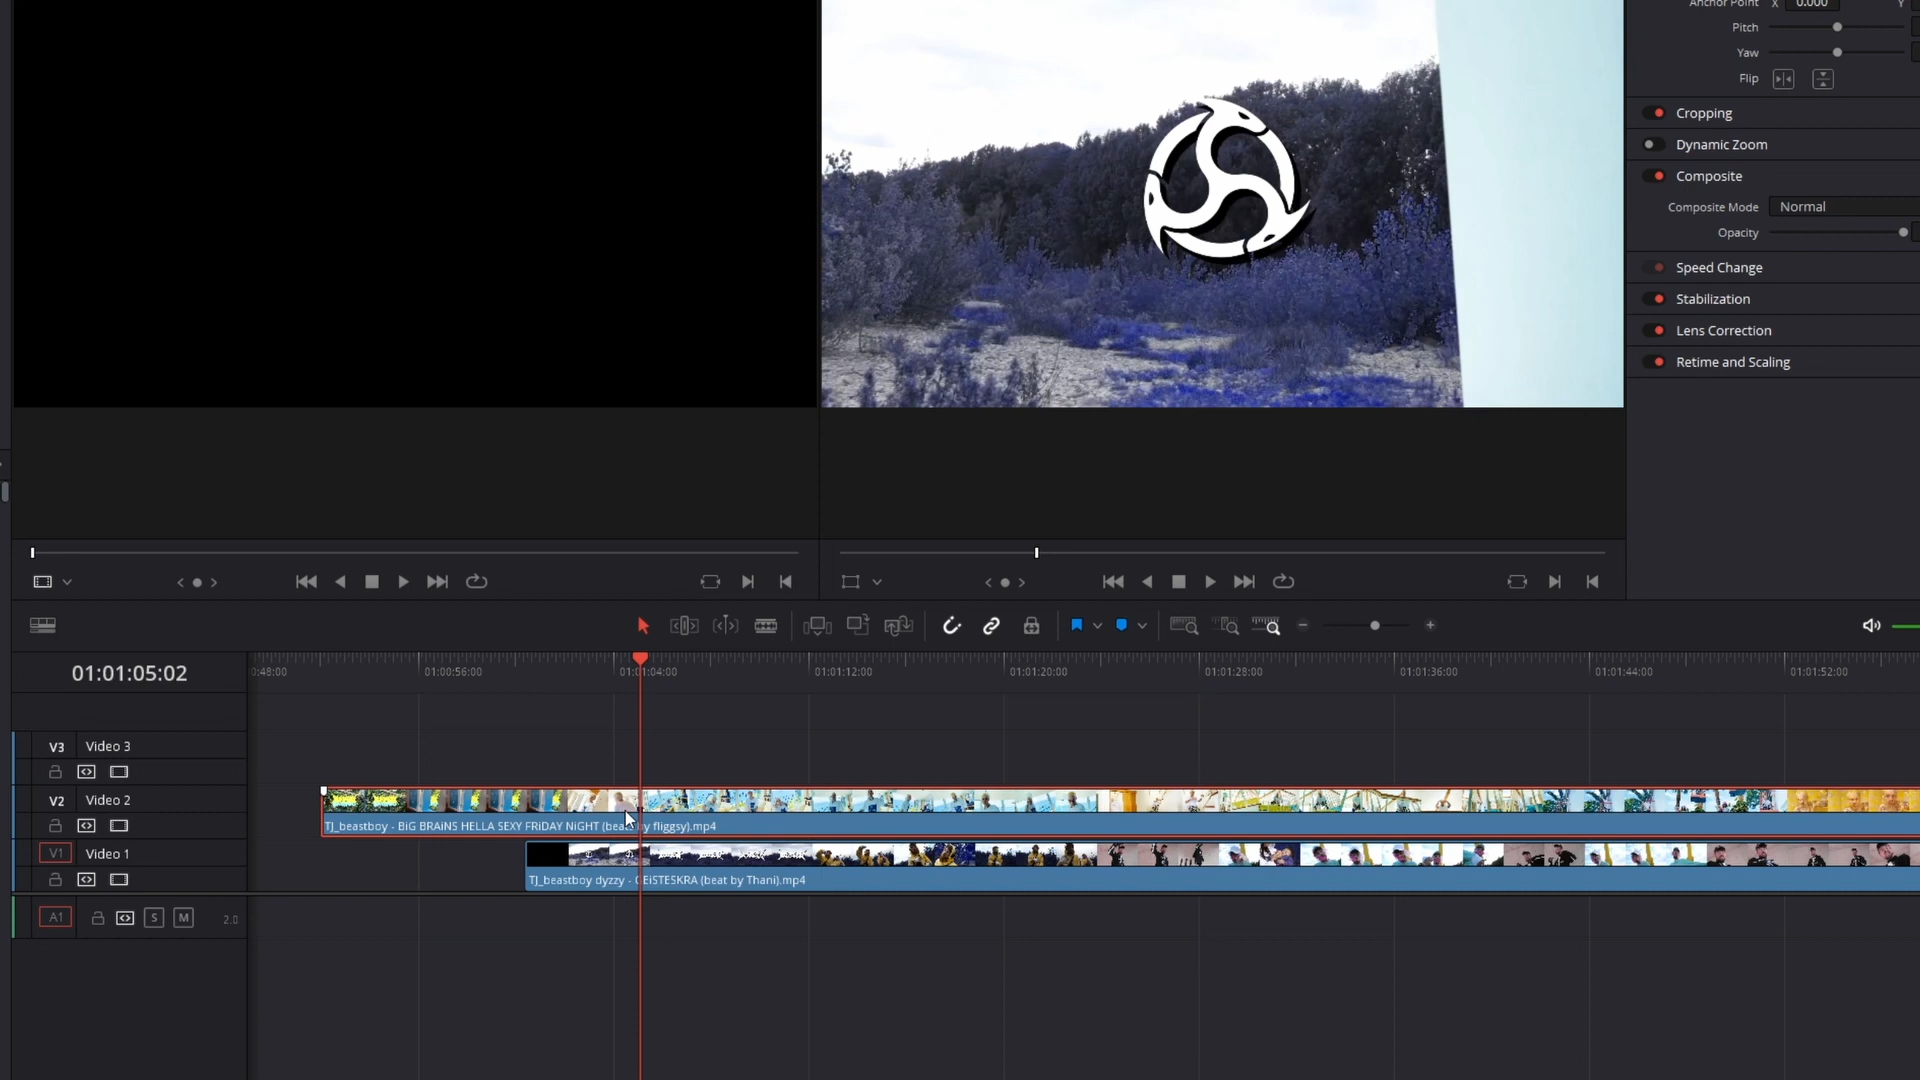 Anchor Point X 0.000 Y
Pitch
Yaw
Flip
Cropping
Dynamic Zoom
Composite
Composite Mode Normal
Opacity
Speed Change
Stabilization
Lens Correction
Retime and Scaling
01:01:05:02
0:48:00 01:00:56:00 01:01:04:00 01:01:12:00 01:01:20:00 01:01:28:00 01:01:36:00 01:01:44:00 01:01:52:00
V3 Video 3
V2 Video 2
TJ_beastboy - BiG BRAiNS HELLA SEXY FRiDAY NiGHT (beat by fliggsy).mp4
V1 Video 1
TJ_beastboy dyzzy - GEiSTESKRA (beat by Thani).mp4
A1 S M 2.0